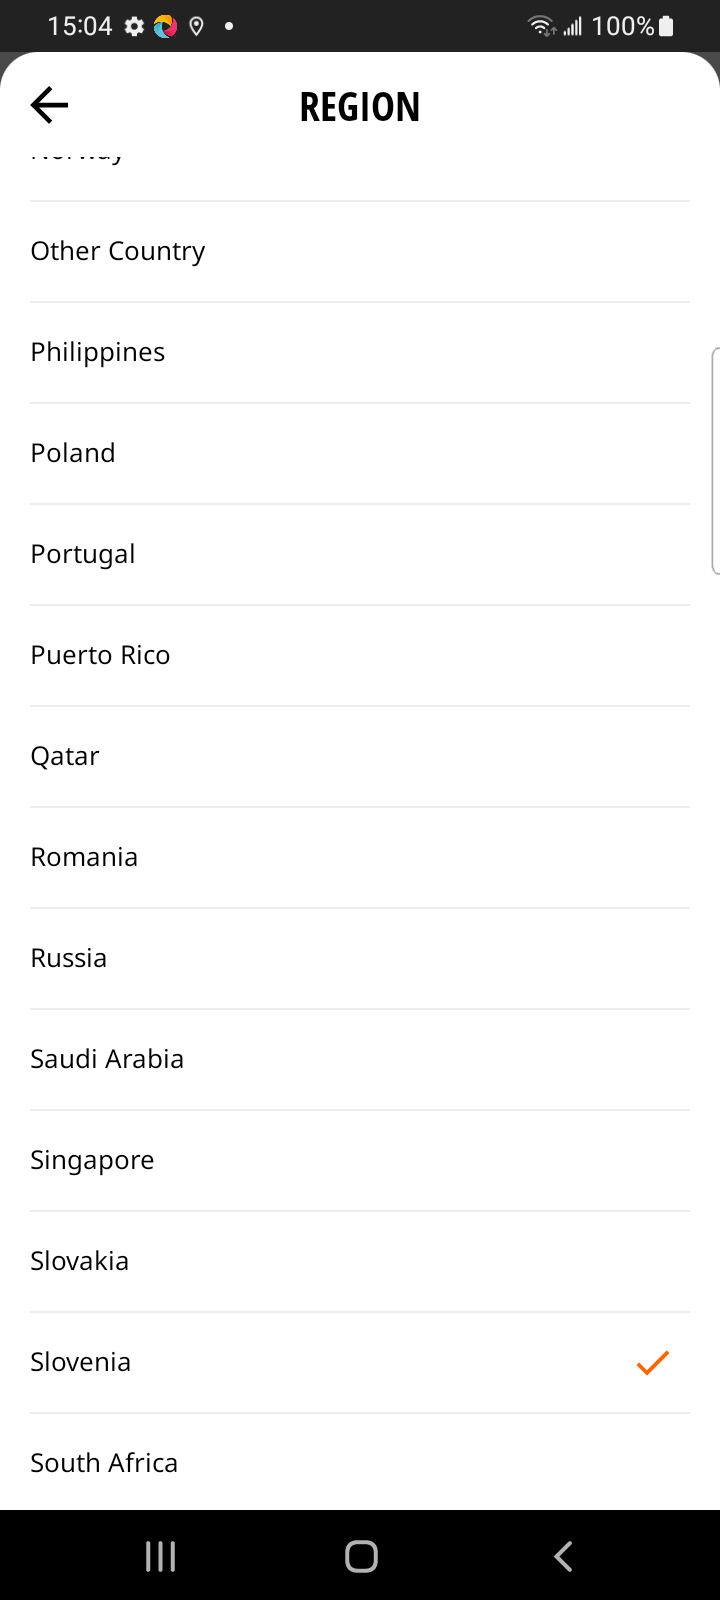 15:04 100%
REGION
Norway
Other Country
Philippines
Poland
Portugal
Puerto Rico
Qatar
Romania
Russia
Saudi Arabia
Singapore
Slovakia
Slovenia
South Africa